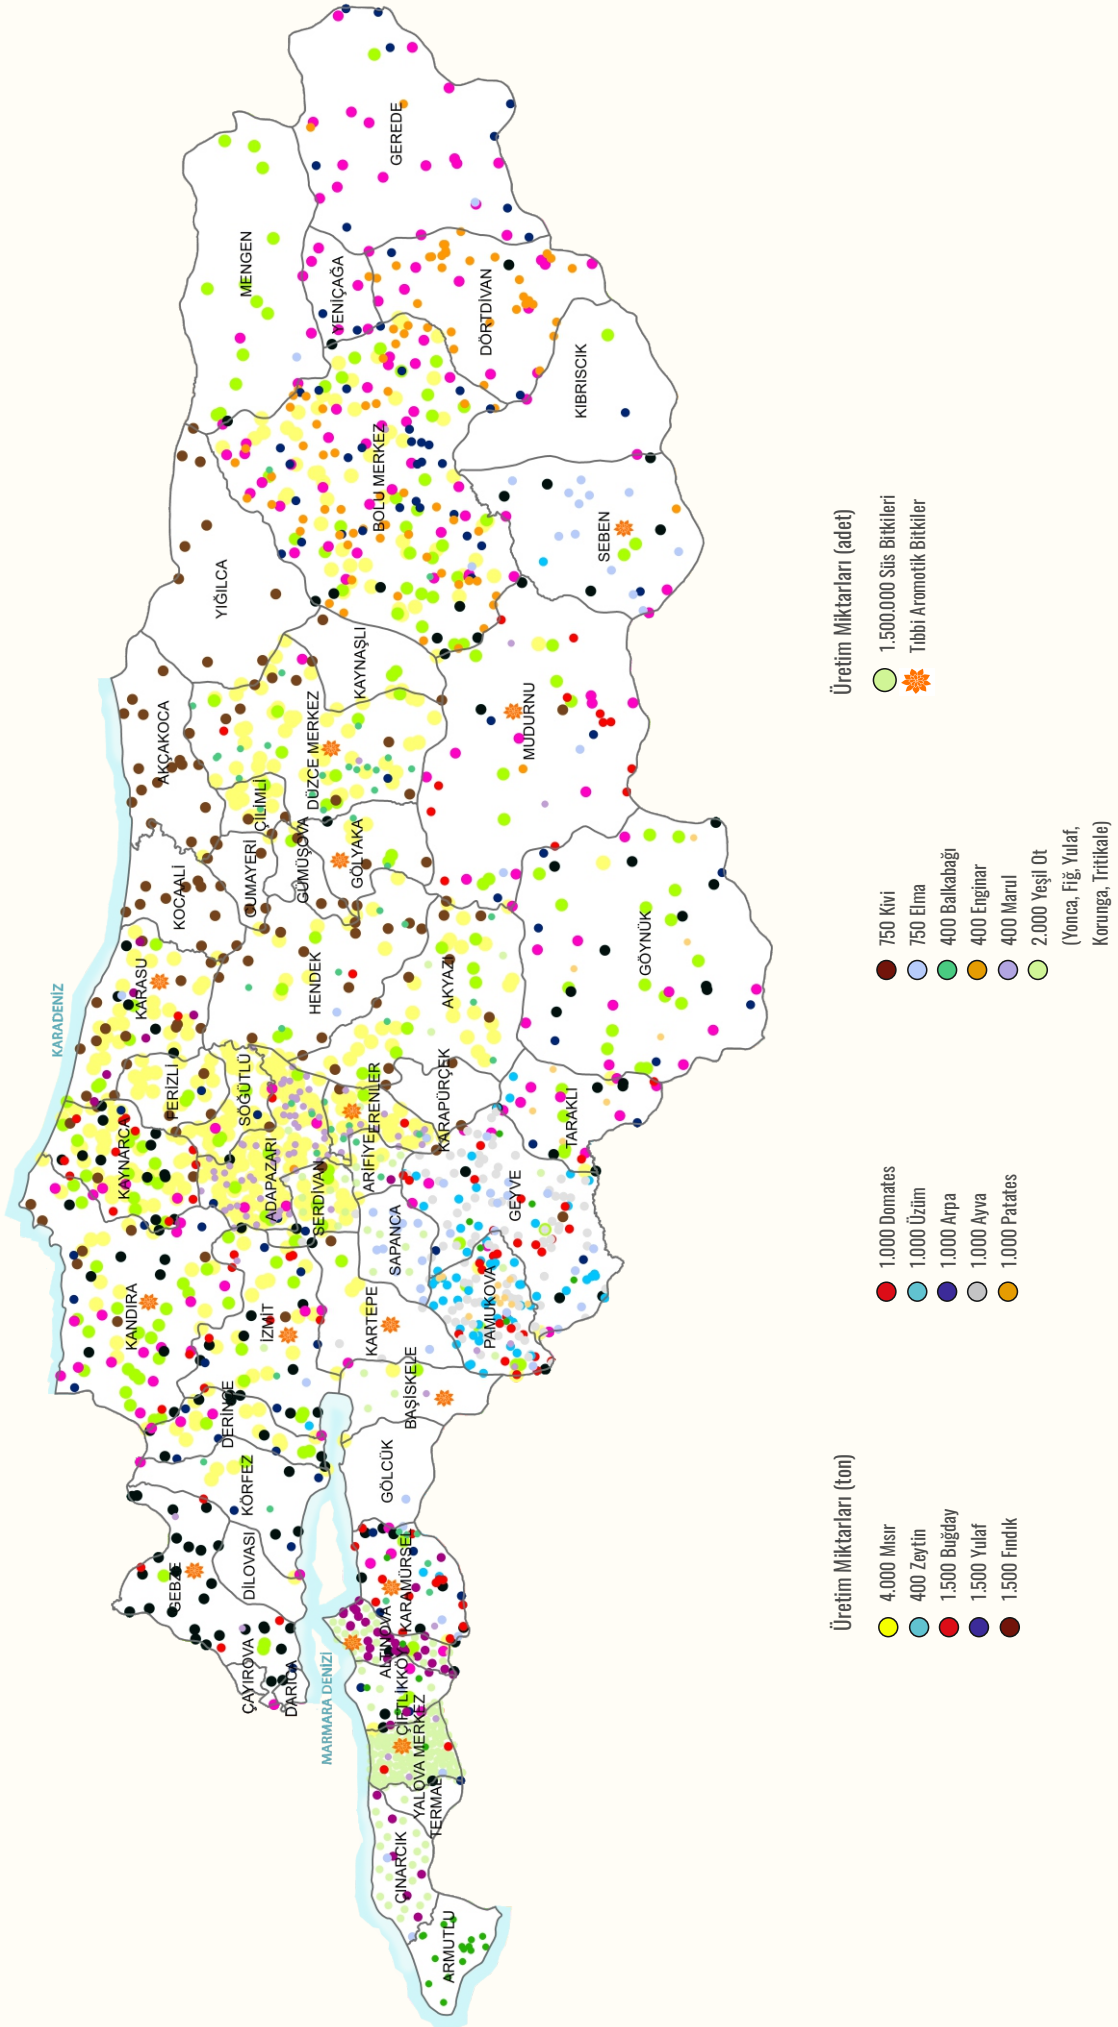 KARADENİZ
MARMARA DENİZİ
ARMUTLU
ÇINARCIK
TERMAL
YALOVA MERKEZ
ÇİFTLİKKÖY
ALTINOVA
KARAMÜRSEL
GÖLCÜK
BAŞİSKELE
KARTEPE
DARICA
ÇAYIROVA
GEBZE
DİLOVASI
KÖRFEZ
DERİNCE
İZMİT
KANDIRA
KAYNARCA
FERİZLİ
SÖĞÜTLÜ
ADAPAZARI
SERDİVAN
ARİFİYE
ERENLER
SAPANCA
PAMUKOVA
GEYVE
TARAKLI
KARAPÜRÇEK
AKYAZI
HENDEK
KARASU
KOCAALİ
CUMAYERİ
GÜMÜŞOVA
GÖLYAKA
ÇİLİMLİ
DÜZCE MERKEZ
KAYNAŞLI
AKÇAKOCA
YIĞILCA
GÖYNÜK
MUDURNU
BOLU MERKEZ
SEBEN
KIBRISCIK
DÖRTDİVAN
YENİÇAĞA
MENGEN
GEREDE
Üretim Miktarları (ton)
4.000 Mısır
400 Zeytin
1.500 Buğday
1.500 Yulaf
1.500 Fındık
1.000 Domates
1.000 Üzüm
1.000 Arpa
1.000 Ayva
1.000 Patates
750 Kivi
750 Elma
400 Balkabağı
400 Enginar
400 Marul
2.000 Yeşil Ot
(Yonca, Fiğ, Yulaf,
Korunga, Tritikale)
Üretim Miktarları (adet)
1.500.000 Süs Bitkileri
Tıbbi Aromotik Bitkiler